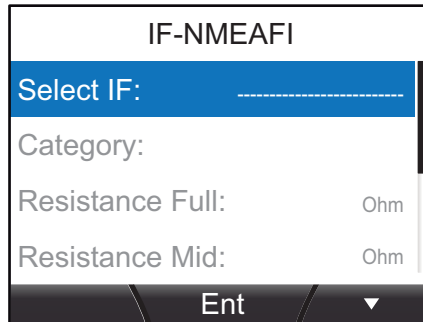 IF-NMEAFI
Select IF: --------------------------
Category:
Resistance Full: Ohm
Resistance Mid: Ohm
Ent ▼